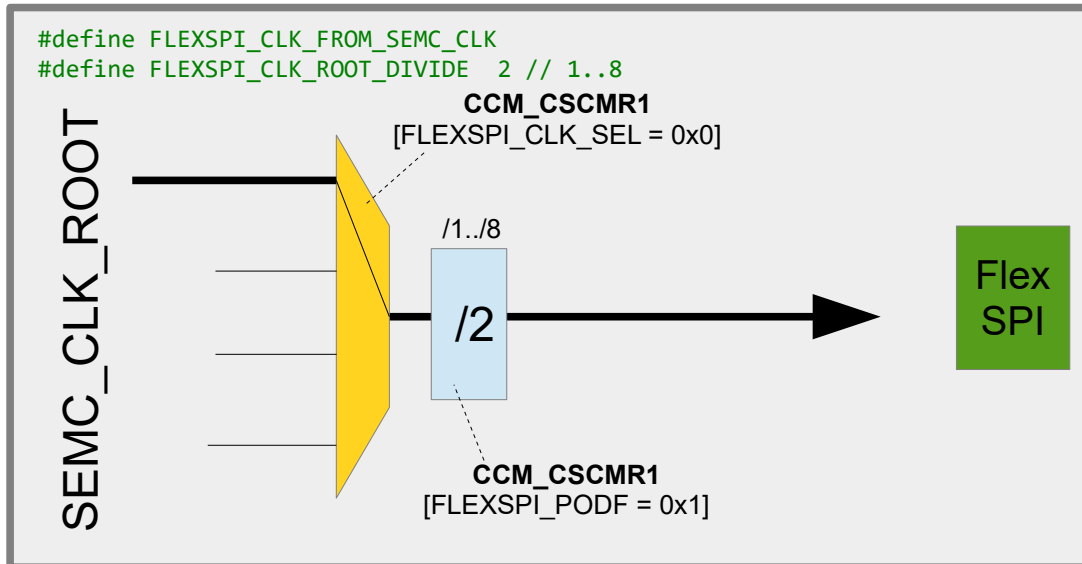 #define FLEXSPI_CLK_FROM_SEMC_CLK
#define FLEXSPI_CLK_ROOT_DIVIDE  2 // 1..8
CCM_CSCMR1
[FLEXSPI_CLK_SEL = 0x0]
SEMC_CLK_ROOT
/1../8
/2
Flex
SPI
CCM_CSCMR1
[FLEXSPI_PODF = 0x1]